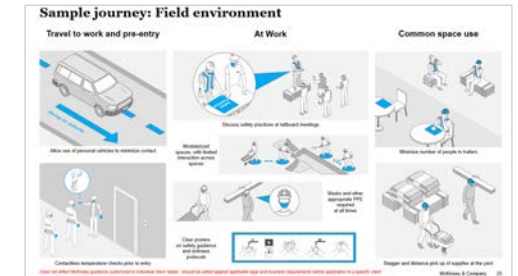 Sample journey: Field environment
Travel to work and pre-entry
At Work
Common space use
Allow use of personal vehicles to minimize contact
Discuss safety practices at tailboard meetings
Minimize number of people in trailers
Modularized
spaces, with limited
interaction across
spaces
Masks and other
appropriate PPE
required
at all times
Clear posters
on safety guidance
and sickness
protocols
Contactless temperature checks prior to entry
Stagger and distance pick up of supplies at the yard
McKinsey & Company
25